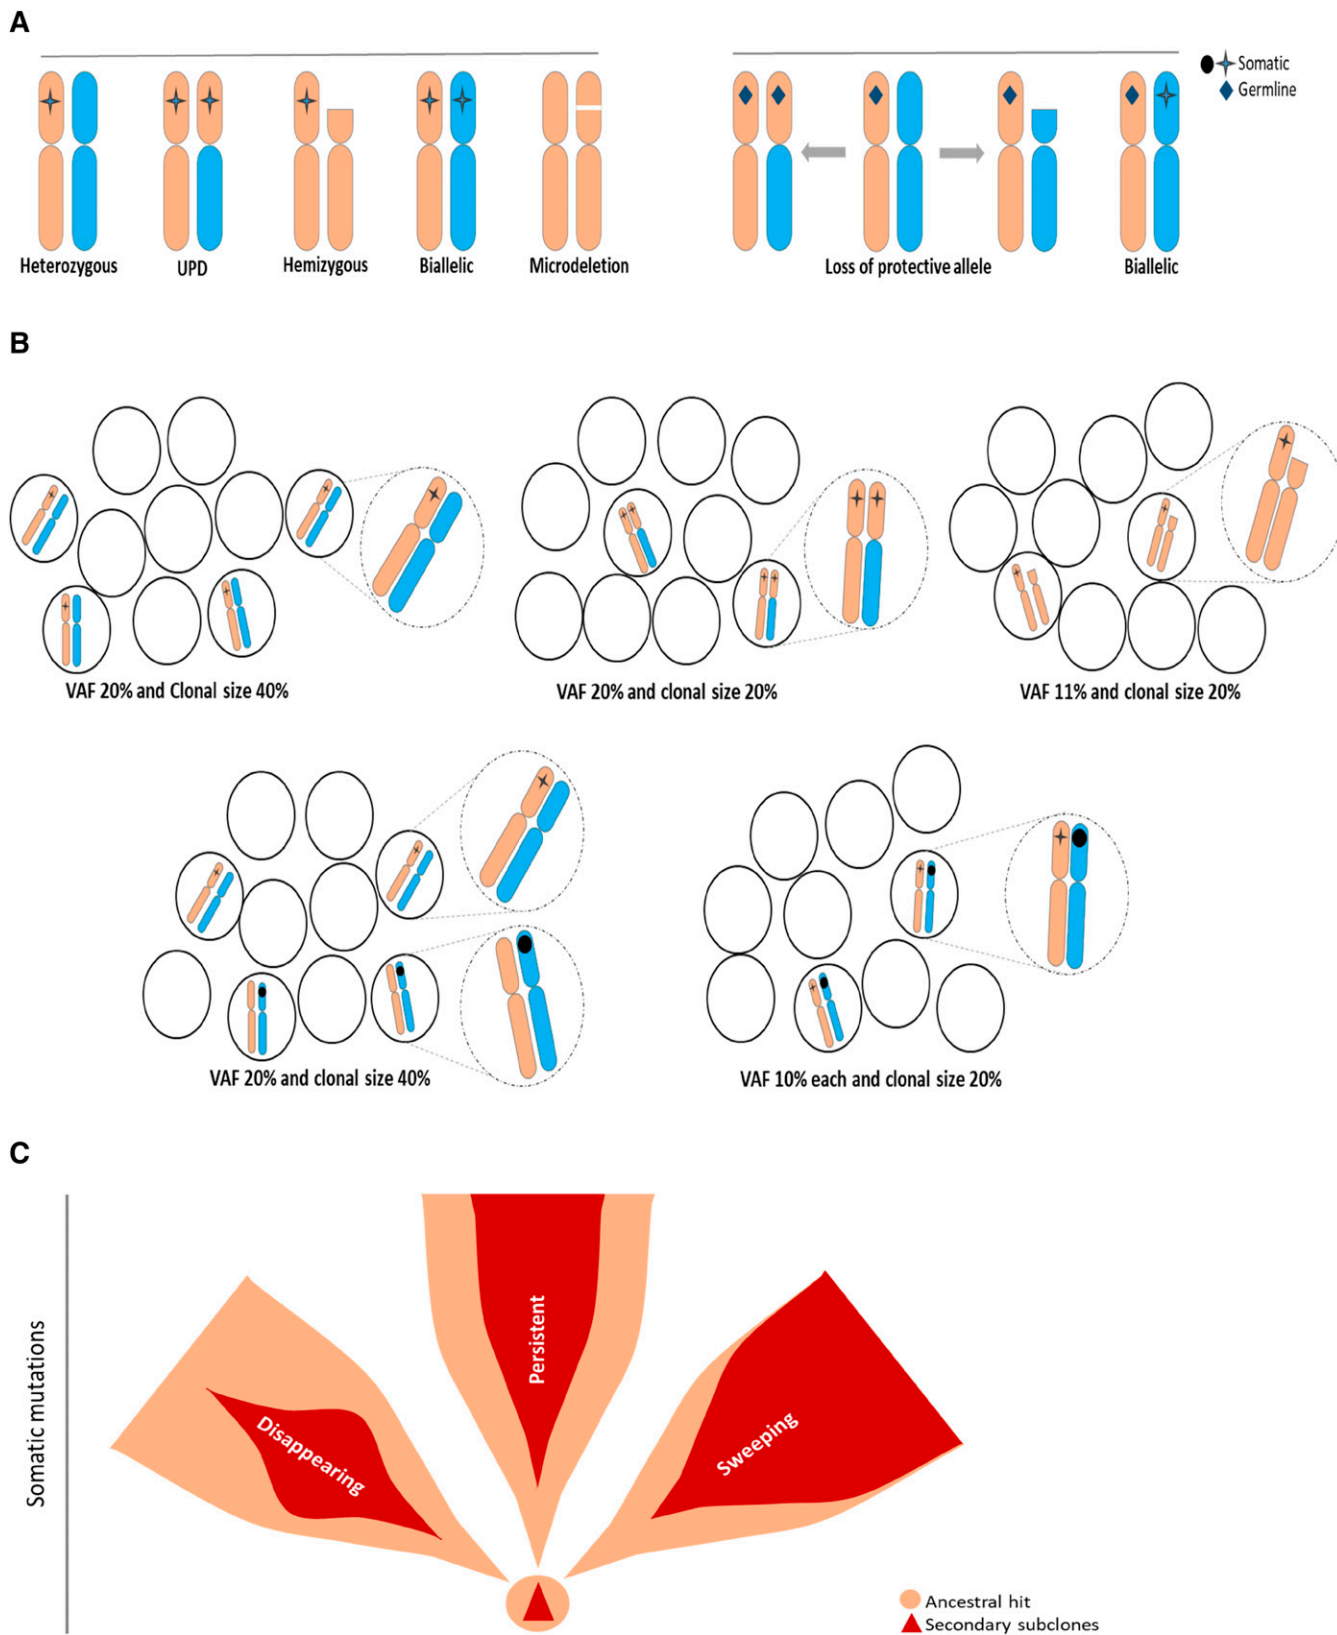 A
Somatic
Germline
Heterozygous
UPD
Hemizygous
Biallelic
Microdeletion
Loss of protective allele
Biallelic
B
VAF 20% and Clonal size 40%
VAF 20% and clonal size 20%
VAF 11% and clonal size 20%
VAF 20% and clonal size 40%
VAF 10% each and clonal size 20%
C
Somatic mutations
Disappearing
Persistent
Sweeping
Ancestral hit
Secondary subclones